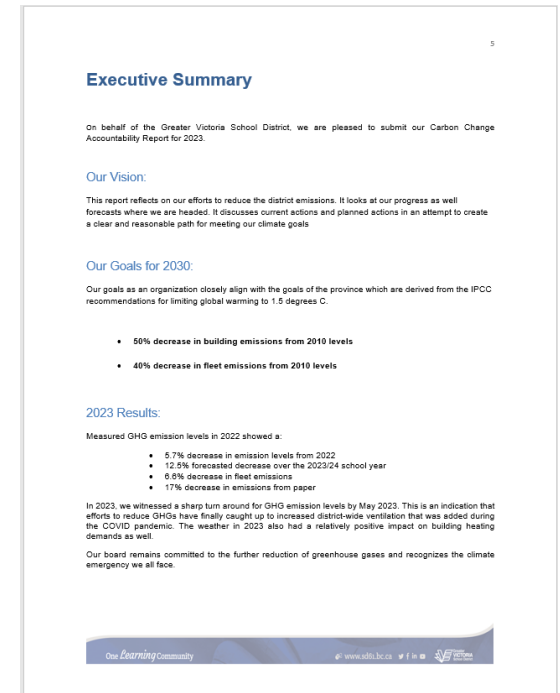 5
Executive Summary
On behalf of the Greater Victoria School District, we are pleased to submit our Carbon Change
Accountability Report for 2023.
Our Vision:
This report reflects on our efforts to reduce the district emissions. It looks at our progress as well
forecasts where we are headed. It discusses current actions and planned actions in an attempt to create
a clear and reasonable path for meeting our climate goals
Our Goals for 2030:
Our goals as an organization closely align with the goals of the province which are derived from the IPCC
recommendations for limiting global warming to 1.5 degrees C.
• 50% decrease in building emissions from 2010 levels
• 40% decrease in fleet emissions from 2010 levels
2023 Results:
Measured GHG emission levels in 2022 showed a:
• 5.7% decrease in emission levels from 2022
• 12.5% forecasted decrease over the 2023/24 school year
• 6.6% decrease in fleet emissions
• 17% decrease in emissions from paper
In 2023, we witnessed a sharp turn around for GHG emission levels by May 2023. This is an indication that
efforts to reduce GHGs have finally caught up to increased district-wide ventilation that was added during
the COVID pandemic. The weather in 2023 also had a relatively positive impact on building heating
demands as well.
Our board remains committed to the further reduction of greenhouse gases and recognizes the climate
emergency we all face.
One Learning Community
www.sd61.bc.ca
VICTORIA